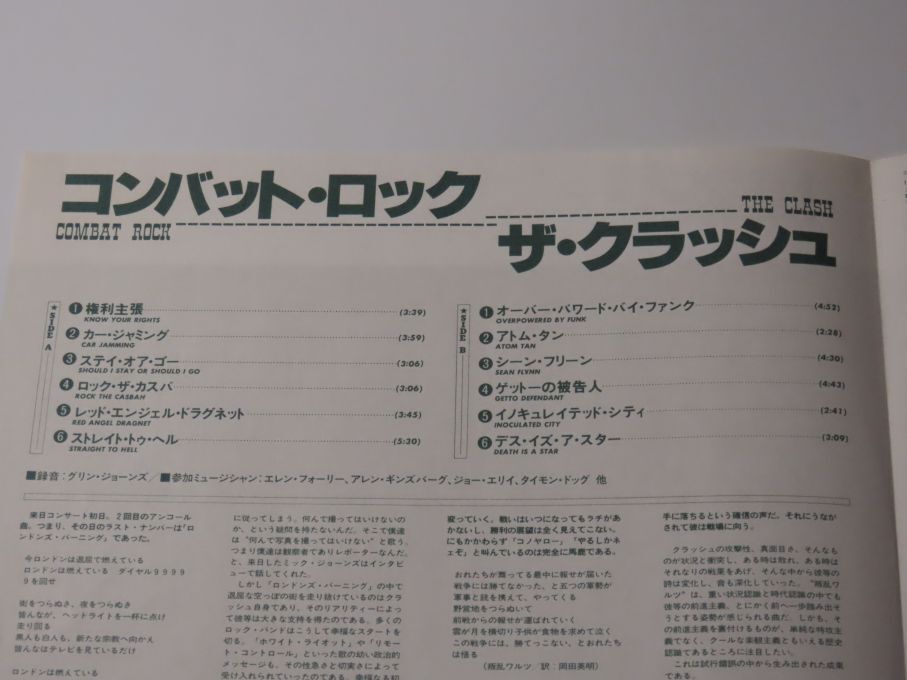 コンバット・ロック
COMBAT ROCK
THE CLASH
ザ・クラッシュ
★SIDE A
❶権利主張 (3:39)
KNOW YOUR RIGHTS
❷カー・ジャミング (3:59)
CAR JAMMING
❸ステイ・オア・ゴー (3:06)
SHOULD I STAY OR SHOULD I GO
❹ロック・ザ・カスバ (3:06)
ROCK THE CASBAH
❺レッド・エンジェル・ドラグネット (3:45)
RED ANGEL DRAGNET
❻ストレイト・トゥ・ヘル (5:30)
STRAIGHT TO HELL
★SIDE B
❶オーバー・パワード・バイ・ファンク (4:52)
OVERPOWERED BY FUNK
❷アトム・タン (2:28)
ATOM TAN
❸シーン・フリーン (4:30)
SEAN FLYNN
❹ゲットーの被告人 (4:43)
GETTO DEFENDANT
❺イノキュレイテッド・シティ (2:41)
INOCULATED CITY
❻デス・イズ・ア・スター (3:09)
DEATH IS A STAR
■録音：グリン・ジョーンズ／■参加ミュージシャン：エレン・フォーリー、アレン・ギンズバーグ、ジョー・エリイ、タイモン・ドッグ 他
来日コンサート初日。2回目のアンコール
曲、つまり、その日のラスト・ナンバーは「ロ
ンドンズ・バーニング」であった。
今ロンドンは退屈で燃えている
ロンドンは燃えている ダイヤル9999
9を回せ
街をつらぬき、夜をつらぬき
皆んなが、ヘッドライトを一杯に点け
走り回る
黒人も白人も、新たな宗教へ向かえ
皆んなはテレビを見ているだけ
ロンドンは燃えている
に従ってしまう。何んで撮ってはいけないの
か、という疑問を持たないんだ。そこで僕達
は"何んで写真を撮ってはいけない"と歌う。
つまり僕達は観察者でありレポーターなんだ。
と、来日したミック・ジョーンズはインタビ
ューで話してくれた。
しかし「ロンドンズ・バーニング」の中で
退屈な空っぽの街を走り抜けているのはクラ
ッシュ自身であり、そのリアリティーによっ
て彼等は大きな支持を得たのである。多くの
ロック・バンドはこうして幸福なスタートを
切る。「ホワイト・ライオット」や「リモー
ト・コントロール」といった歌の幼い政治的
メッセージも、その性急さと切実さによって
受け入れられていったのである。幸福な初
変っていく。戦いはいつになってもラチがあ
かないし、勝利の展望は全く見えてこない。
にもかかわらず「コノヤロー」「やるしかね
ェぞ」と叫んでいるのは完全に馬鹿である。
おれたちが舞ってる最中に報せが届いた
戦争には勝てなかった、と五つの軍勢が
軍事と銃を携えて、やってくる
野営地をつらぬいて
前戦からの報せが運ばれていく
雲が月を横切り子供が食物を求めて泣く
この戦争には、勝てっこない、とおれたち
は悟る
(叛乱ワルツ／訳：岡田英明)
手に落ちるという確信の声だ。それにうなが
されて彼は戦場に向う。
クラッシュの攻撃性、真面目さ、そんなも
のが状況と衝突し、ある時は敗れ、ある時は
それなりの戦果をあげ、そんな中から彼等の
詩は変化し、音も深化していった。"叛乱ワ
ルツ"は、重い状況認識と時代認識の中でも
彼等の前進主義、とにかく前へ一歩踏み出そ
うとする姿勢が感じられる曲だ。しかも、そ
の前進主義を裏付けるものが、単純な特攻主
義でなく、クールな楽観主義ともいえる歴史
認識であるところに注目したい。
これは試行錯誤の中から生み出された成果
である。